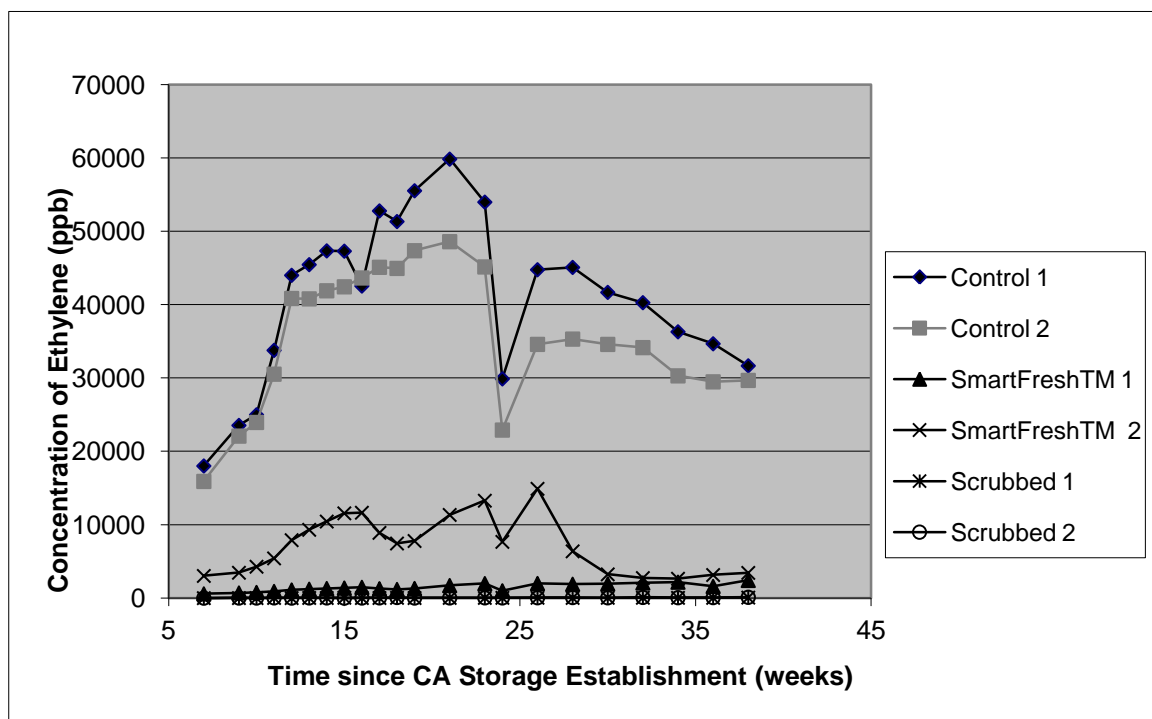 70000
60000
50000
40000
30000
20000
10000
0
Concentration of Ethylene (ppb)
5 15 25 35 45
Time since CA Storage Establishment (weeks)
Control 1
Control 2
SmartFreshTM 1
SmartFreshTM 2
Scrubbed 1
Scrubbed 2